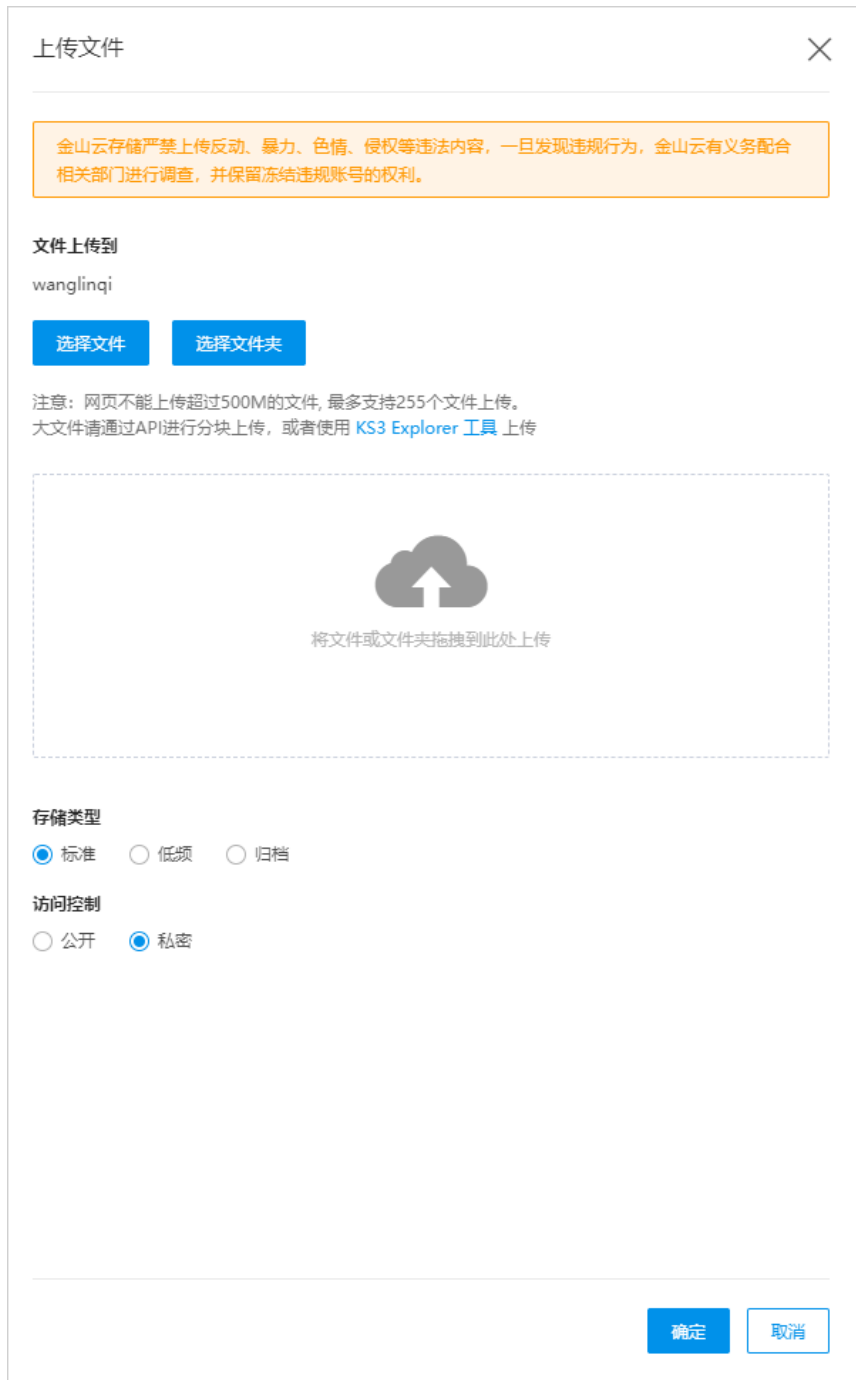 上传文件
金山云存储严禁上传反动、暴力、色情、侵权等违法内容，一旦发现违规行为，金山云有义务配合
相关部门进行调查，并保留冻结违规账号的权利。
文件上传到
wanglinqi
选择文件 选择文件夹
注意：网页不能上传超过500M的文件, 最多支持255个文件上传。
大文件请通过API进行分块上传，或者使用 KS3 Explorer 工具 上传
将文件或文件夹拖拽到此处上传
存储类型
标准 低频 归档
访问控制
公开 私密
确定 取消